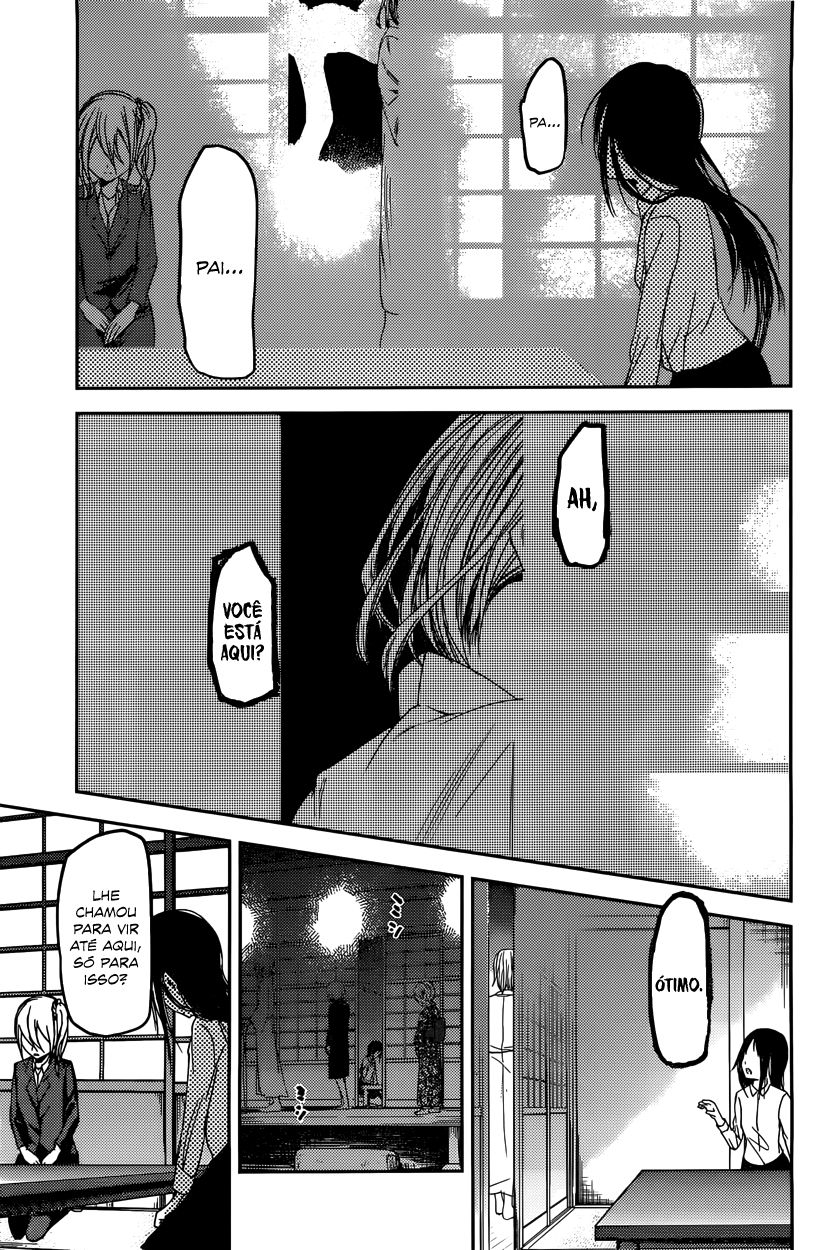 PA...
PAI...
AH,
VOCÊ
ESTÁ
AQUI?
ÓTIMO.
LHE
CHAMOU
PARA VIR
ATÉ AQUI,
SÓ PARA
ISSO?